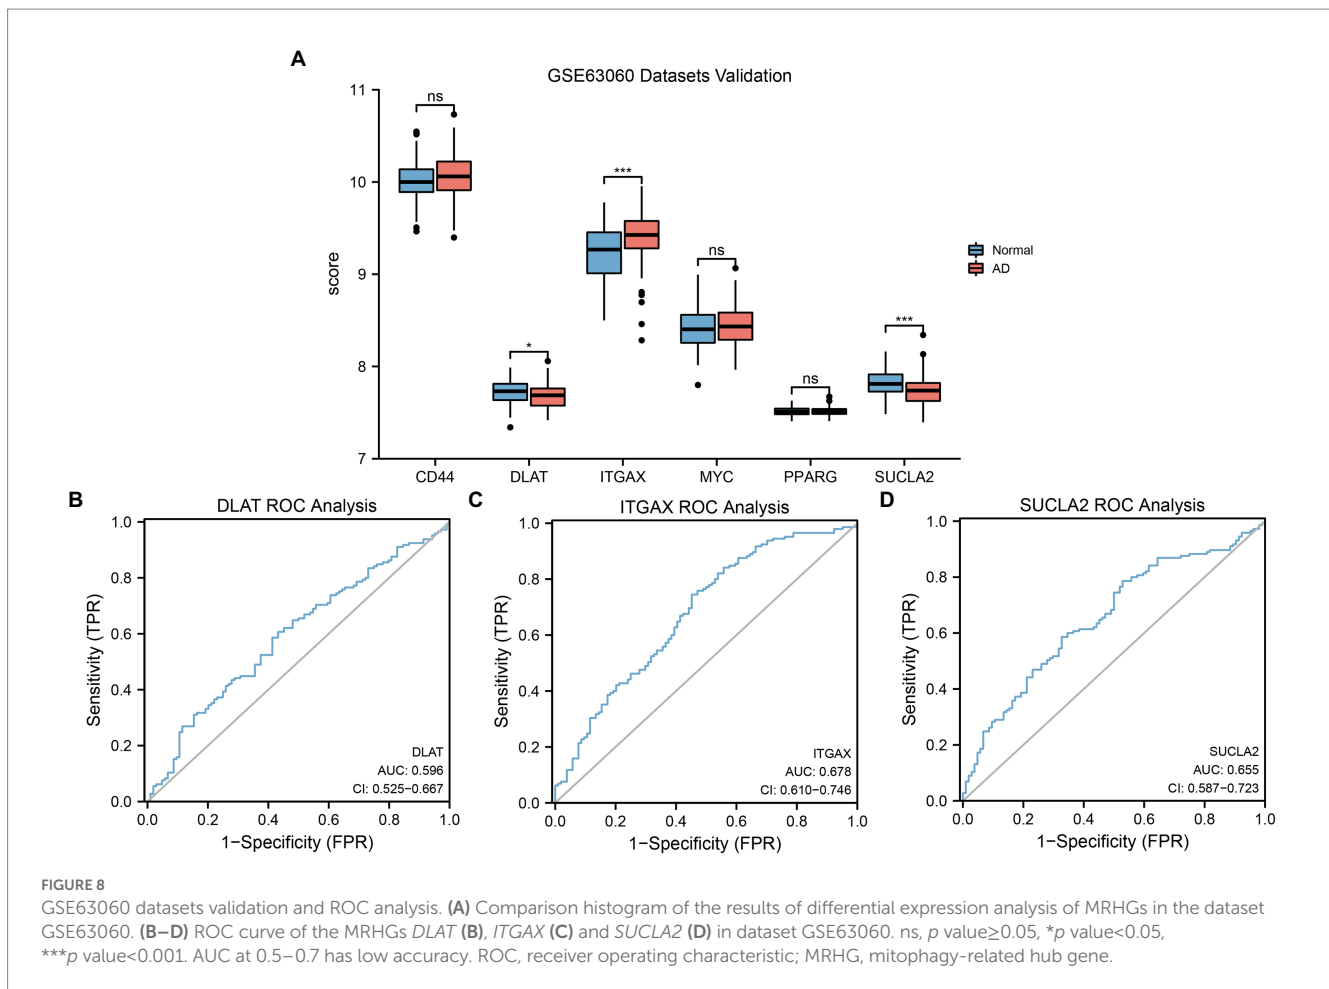 A
GSE63060 Datasets Validation
11
10
9
8
7
score
ns
*
***
ns
ns
***
Normal
AD
CD44 DLAT ITGAX MYC PPARG SUCLA2
B
DLAT ROC Analysis
1.0
0.8
0.6
0.4
0.2
0.0
Sensitivity (TPR)
DLAT
AUC: 0.596
CI: 0.525−0.667
0.0 0.2 0.4 0.6 0.8 1.0
1−Specificity (FPR)
C
ITGAX ROC Analysis
1.0
0.8
0.6
0.4
0.2
0.0
Sensitivity (TPR)
ITGAX
AUC: 0.678
CI: 0.610−0.746
0.0 0.2 0.4 0.6 0.8 1.0
1−Specificity (FPR)
D
SUCLA2 ROC Analysis
1.0
0.8
0.6
0.4
0.2
0.0
Sensitivity (TPR)
SUCLA2
AUC: 0.655
CI: 0.587−0.723
0.0 0.2 0.4 0.6 0.8 1.0
1−Specificity (FPR)
FIGURE 8
GSE63060 datasets validation and ROC analysis. (A) Comparison histogram of the results of differential expression analysis of MRHGs in the dataset
GSE63060. (B–D) ROC curve of the MRHGs DLAT (B), ITGAX (C) and SUCLA2 (D) in dataset GSE63060. ns, p value≥0.05, *p value<0.05,
***p value<0.001. AUC at 0.5–0.7 has low accuracy. ROC, receiver operating characteristic; MRHG, mitophagy-related hub gene.